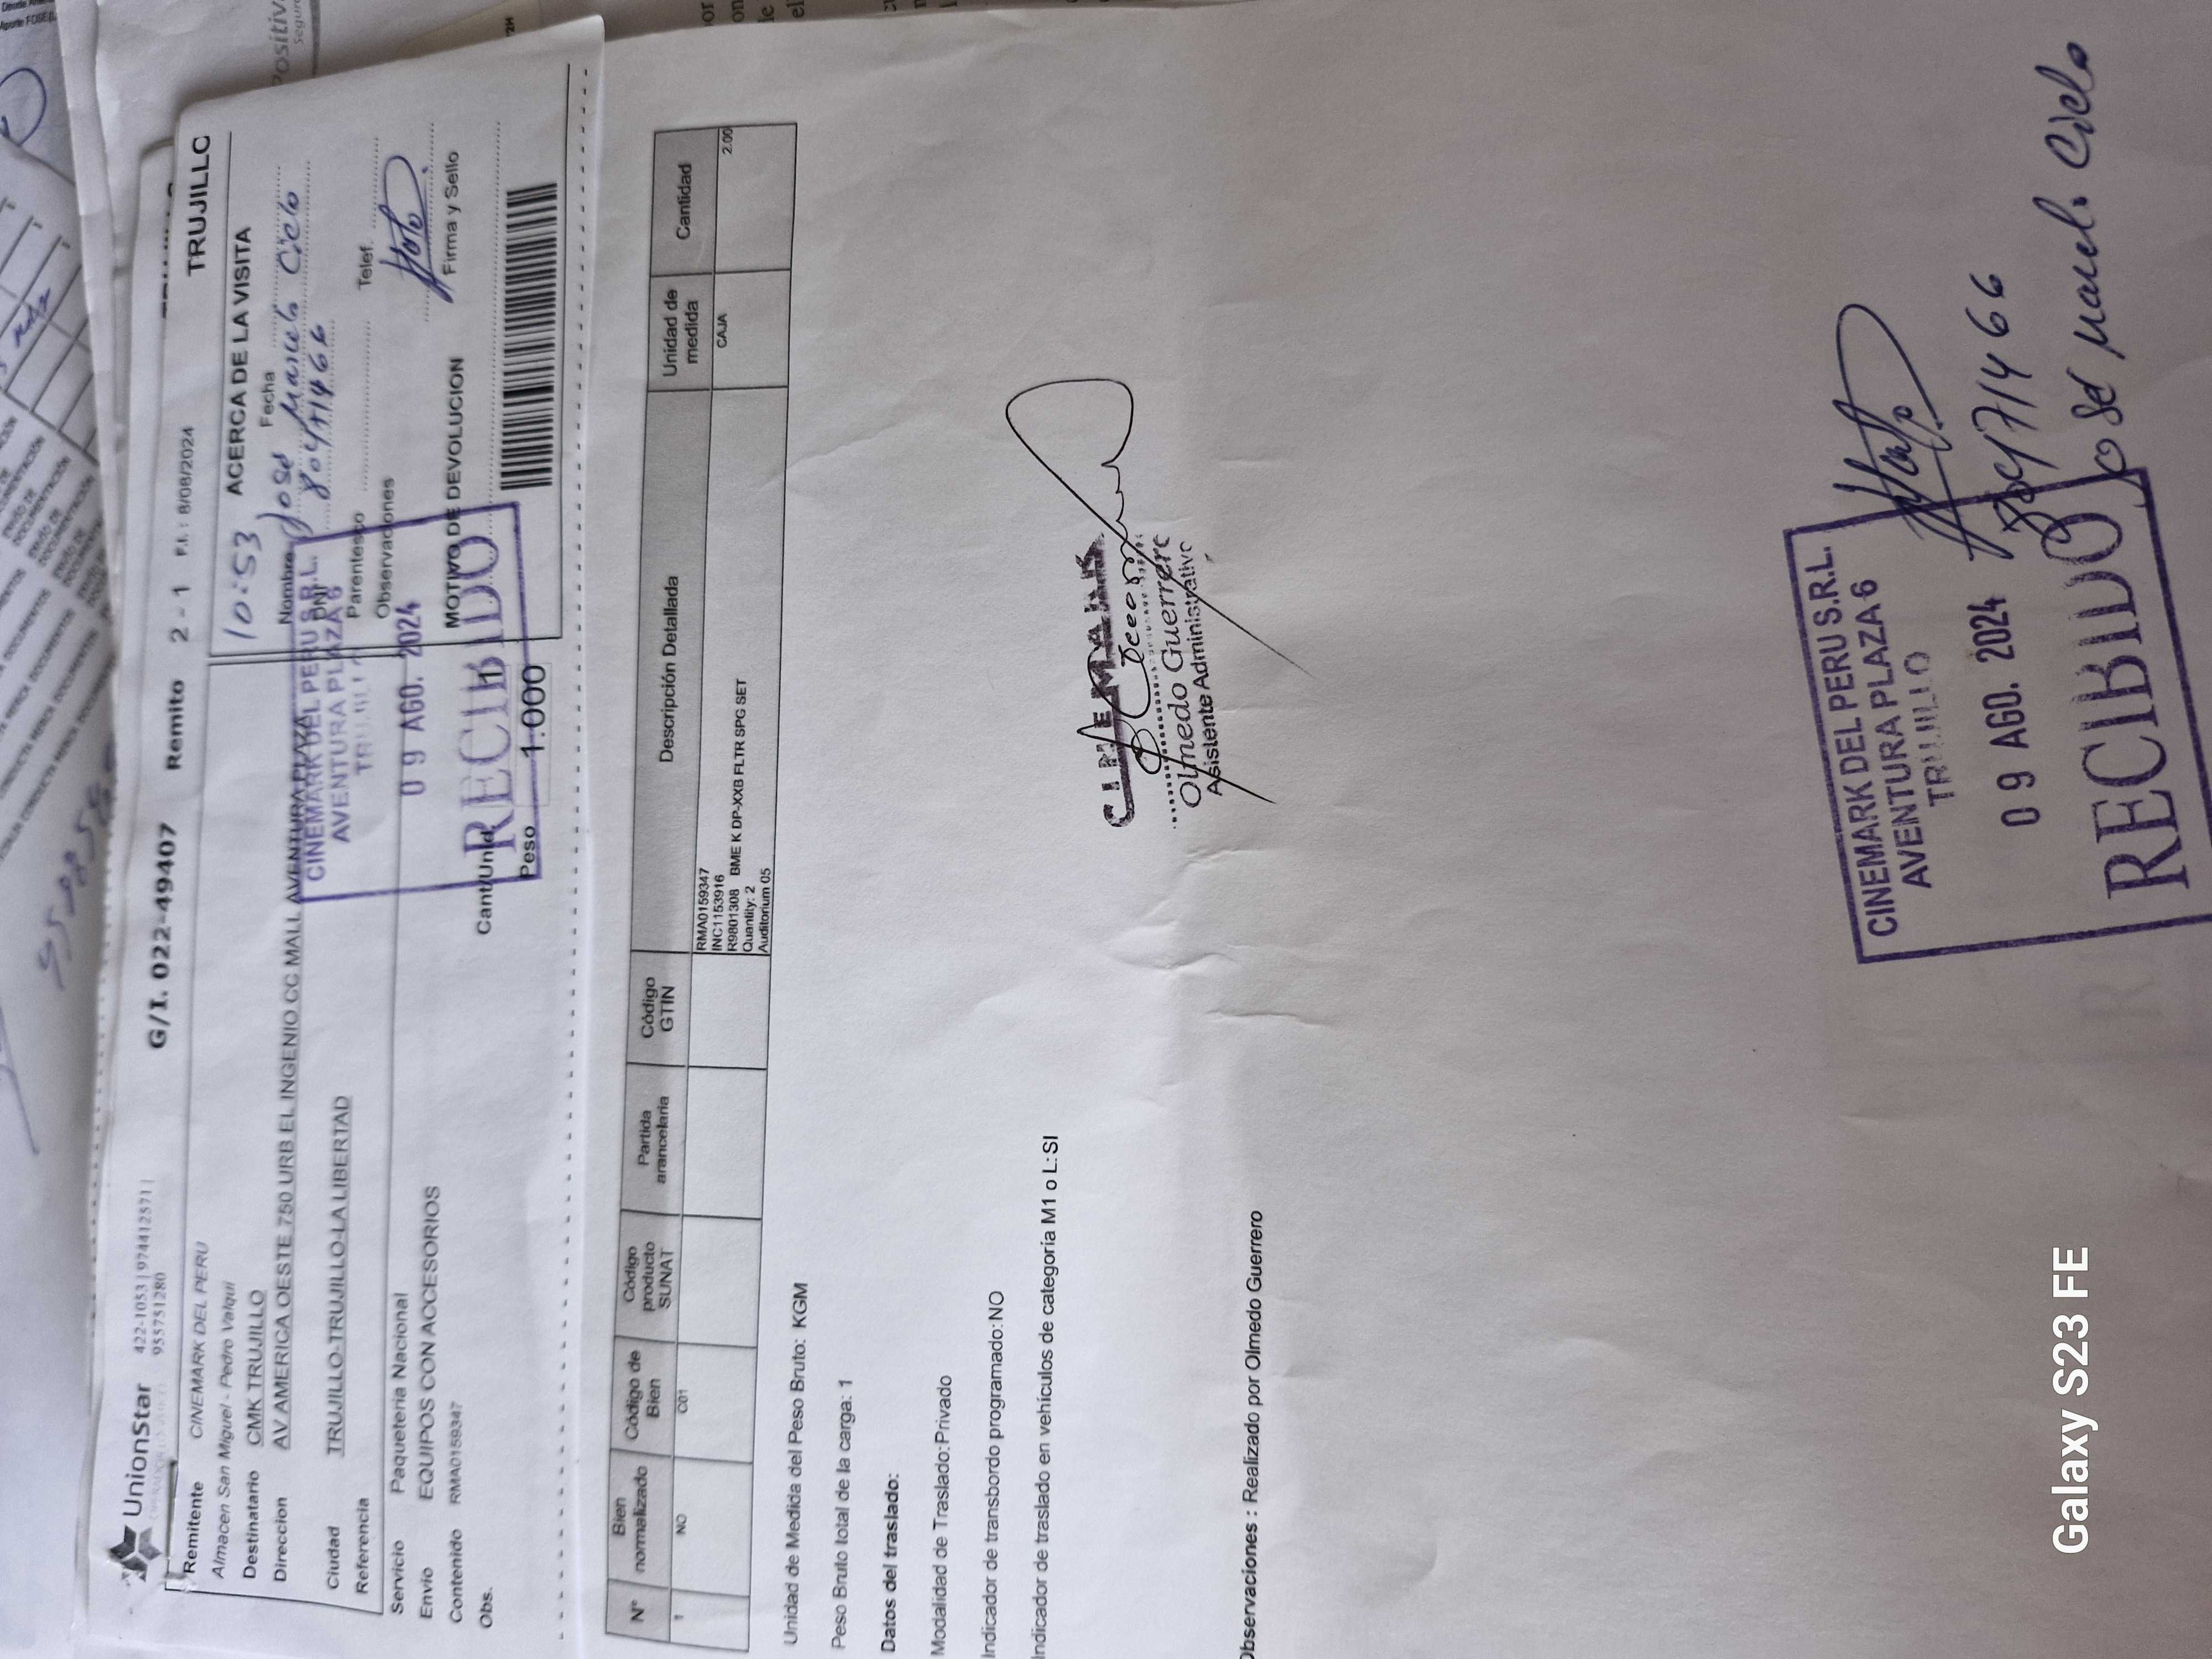 UnionStar 422-1053 | 974412571 |
955751280
G/I. 022-49407 Remito 2 - 1 F.I. : 8/08/2024
TRUJILLO
Remitente CINEMARK DEL PERU
Almacen San Miguel - Pedro Valqui
Destinatario CMK TRUJILLO
Direccion AV AMERICA OESTE 750 URB EL INGENIO CC MALL AVENTURA PLAZA
Ciudad TRUJILLO-TRUJILLO-LA LIBERTAD
Referencia
Servicio Paqueteria Nacional
Envio EQUIPOS CON ACCESORIOS
Contenido RMA0159347
Obs.
Cant/Unid 1
Peso 1.000
10:53 ACERCA DE LA VISITA
Fecha
Nombre Jose Manuel Cielo
DNI 80471466
Parentesco Telef.
Observaciones
Firma y Sello
MOTIVO DE DEVOLUCION
CINEMARK DEL PERU S.R.L.
AVENTURA PLAZA 6
TRUJILLO
09 AGO. 2024
RECIBIDO
N° Bien normalizado Código de Bien Código producto SUNAT Partida arancelaria Código GTIN Descripción Detallada Unidad de medida Cantidad
1 NO C01 RMA0159347 CAJA 2.00
INC1153916
R9801308 BME K DP-XXB FLTR SPG SET
Quantity: 2
Auditorium 05
Unidad de Medida del Peso Bruto: KGM
Peso Bruto total de la carga: 1
Datos del traslado:
Modalidad de Traslado:Privado
Indicador de transbordo programado:NO
Indicador de traslado en vehículos de categoría M1 o L:SI
CINEMARK
Olmedo Guerrero
Asistente Administrativo
Observaciones : Realizado por Olmedo Guerrero
CINEMARK DEL PERU S.R.L.
AVENTURA PLAZA 6
TRUJILLO
09 AGO. 2024
RECIBIDO
80471466
Jose Manuel Cielo
Galaxy S23 FE